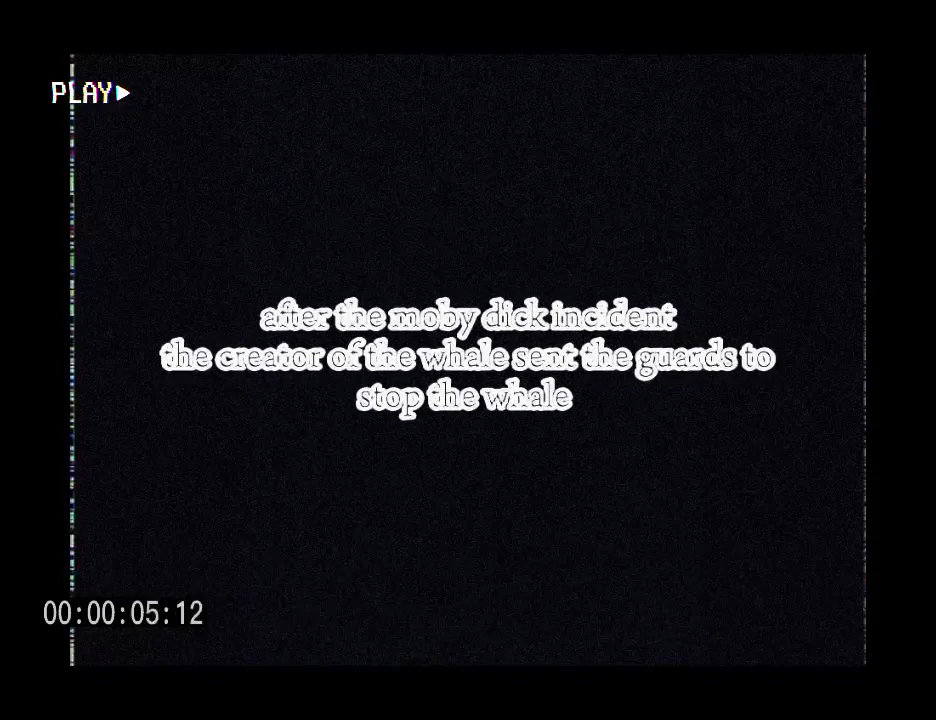 PLAY▶
after the moby dick incident
the creator of the whale sent the guards to
stop the whale
00:00:05:12